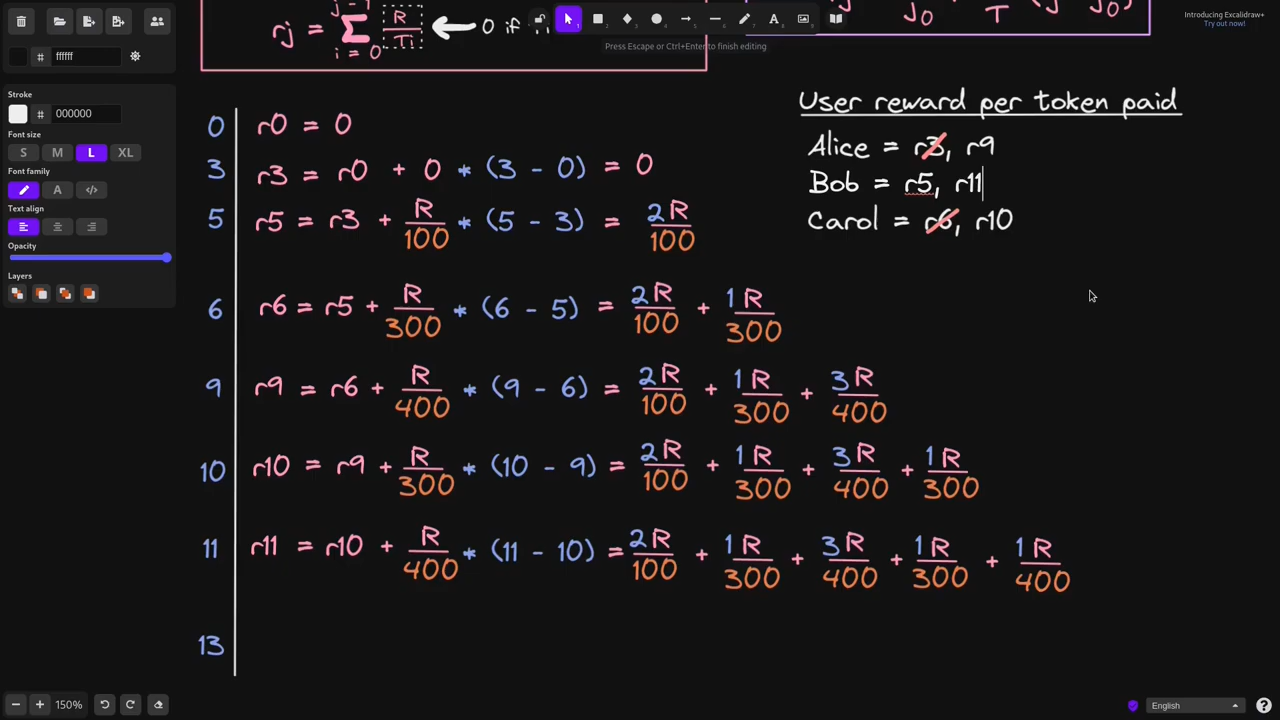 Introducing Excalidraw+
Try out now!
Press Escape or Ctrl+Enter to finish editing
rj = Σ R/Ti ← 0 if
i = 0
# ffffff
Stroke
# 000000
Font size
S M L XL
Font family
A </>
Text align
Opacity
Layers
User reward per token paid
Alice = r3, r9
Bob = r5, r11
Carol = r6, r10
0 r0 = 0
3 r3 = r0 + 0 * (3 - 0) = 0
5 r5 = r3 + R/100 * (5 - 3) = 2R/100
6 r6 = r5 + R/300 * (6 - 5) = 2R/100 + 1R/300
9 r9 = r6 + R/400 * (9 - 6) = 2R/100 + 1R/300 + 3R/400
10 r10 = r9 + R/300 * (10 - 9) = 2R/100 + 1R/300 + 3R/400 + 1R/300
11 r11 = r10 + R/400 * (11 - 10) = 2R/100 + 1R/300 + 3R/400 + 1R/300 + 1R/400
13
150%
English